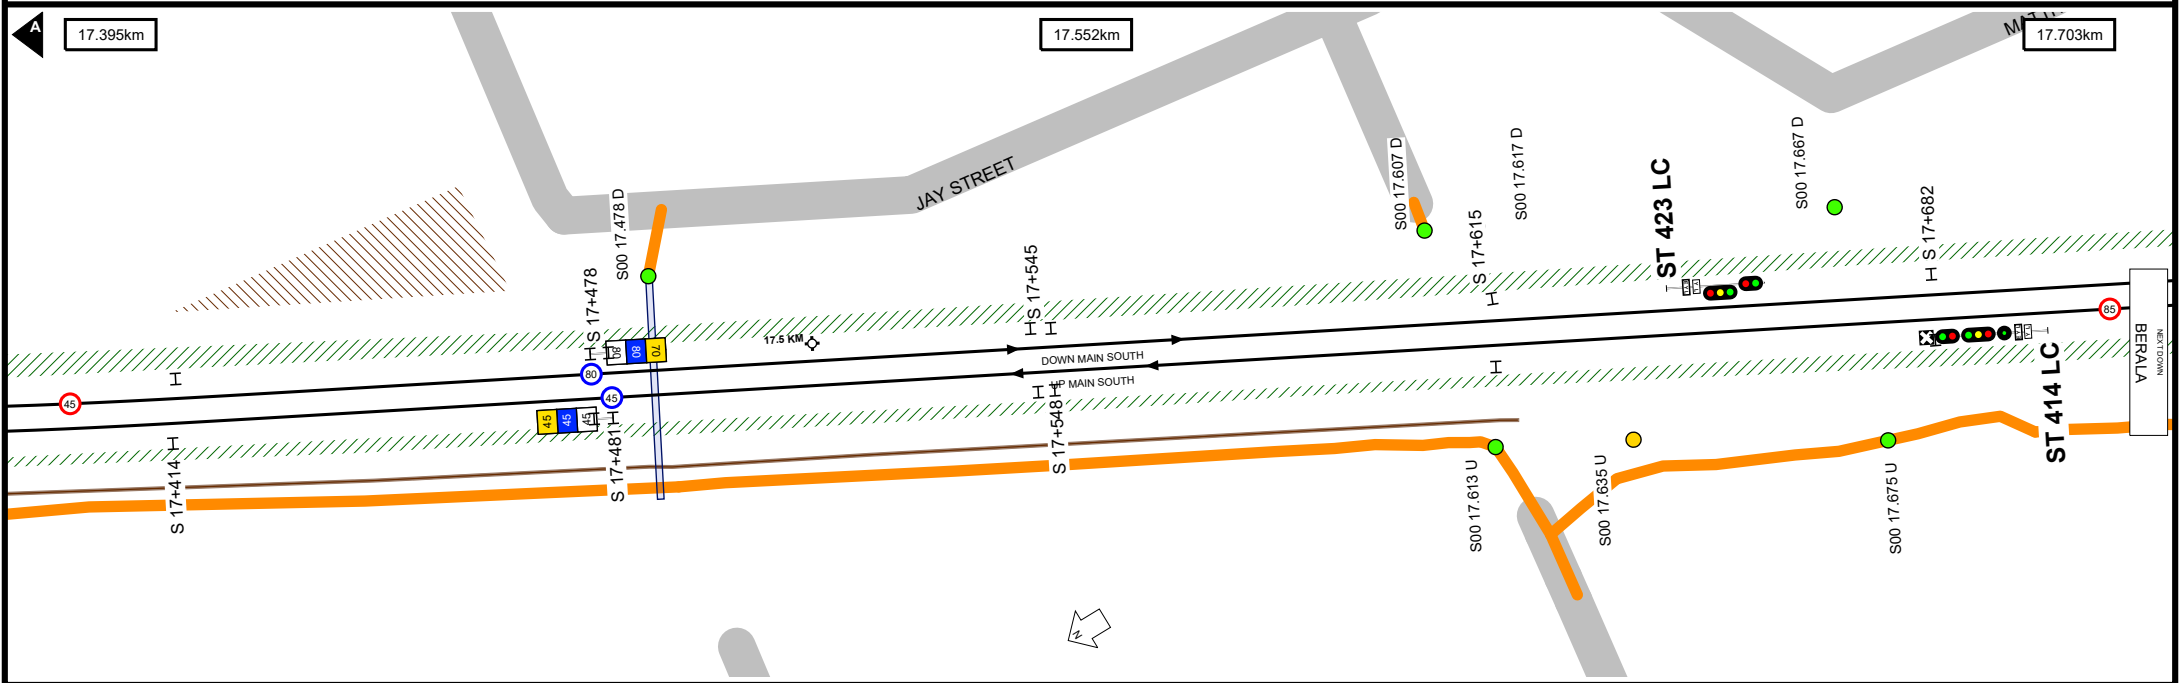 A
17.395km
17.552km
17.703km
JAY STREET
S00 17.478 D
S00 17.607 D
S00 17.617 D
ST 423 LC
S00 17.667 D
S 17+682
S 17+615
S 17+545
S 17+478
80
80
70
17.5 KM
80
45
45
85
DOWN MAIN SOUTH
UP MAIN SOUTH
45
45
45
S 17+414
S 17+481
S 17+548
S00 17.613 U
S00 17.635 U
S00 17.675 U
ST 414 LC
BERALA
NEXT DOWN
N